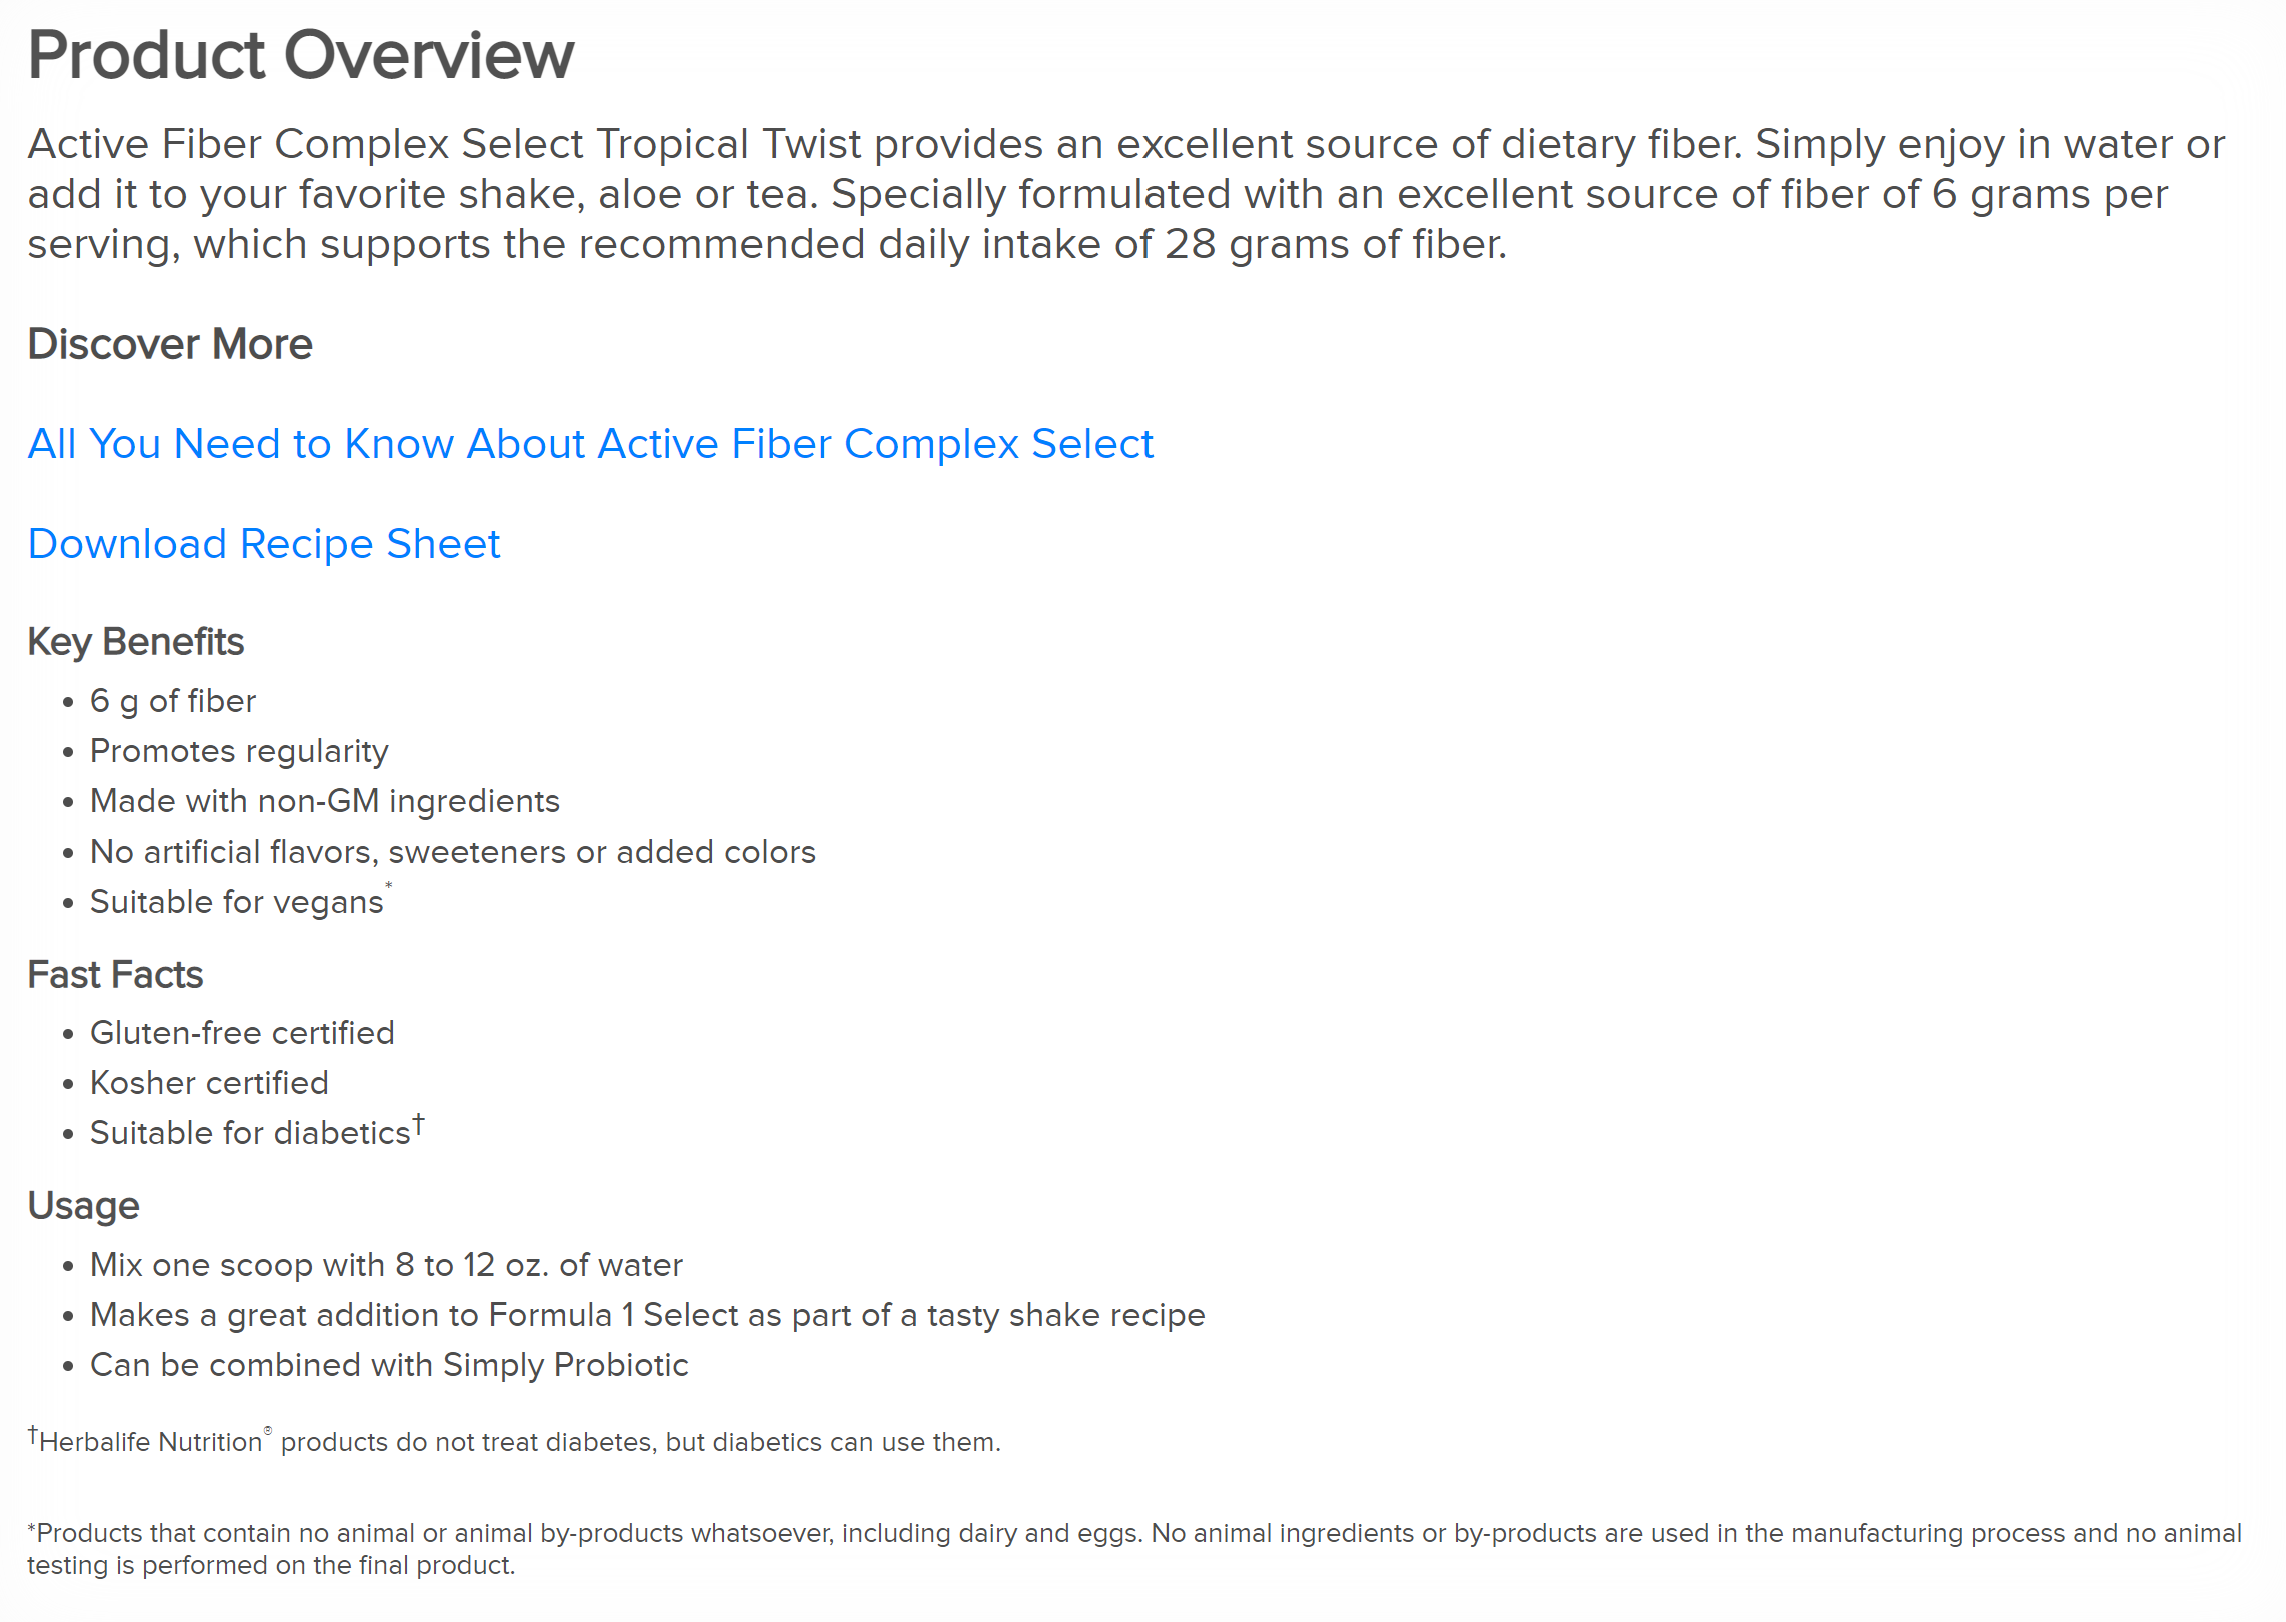 Product Overview
Active Fiber Complex Select Tropical Twist provides an excellent source of dietary fiber. Simply enjoy in water or
add it to your favorite shake, aloe or tea. Specially formulated with an excellent source of fiber of 6 grams per
serving, which supports the recommended daily intake of 28 grams of fiber.
Discover More
All You Need to Know About Active Fiber Complex Select
Download Recipe Sheet
Key Benefits
• 6 g of fiber
• Promotes regularity
• Made with non-GM ingredients
• No artificial flavors, sweeteners or added colors
• Suitable for vegans*
Fast Facts
• Gluten-free certified
• Kosher certified
• Suitable for diabetics†
Usage
• Mix one scoop with 8 to 12 oz. of water
• Makes a great addition to Formula 1 Select as part of a tasty shake recipe
• Can be combined with Simply Probiotic
†Herbalife Nutrition® products do not treat diabetes, but diabetics can use them.
*Products that contain no animal or animal by-products whatsoever, including dairy and eggs. No animal ingredients or by-products are used in the manufacturing process and no animal
testing is performed on the final product.